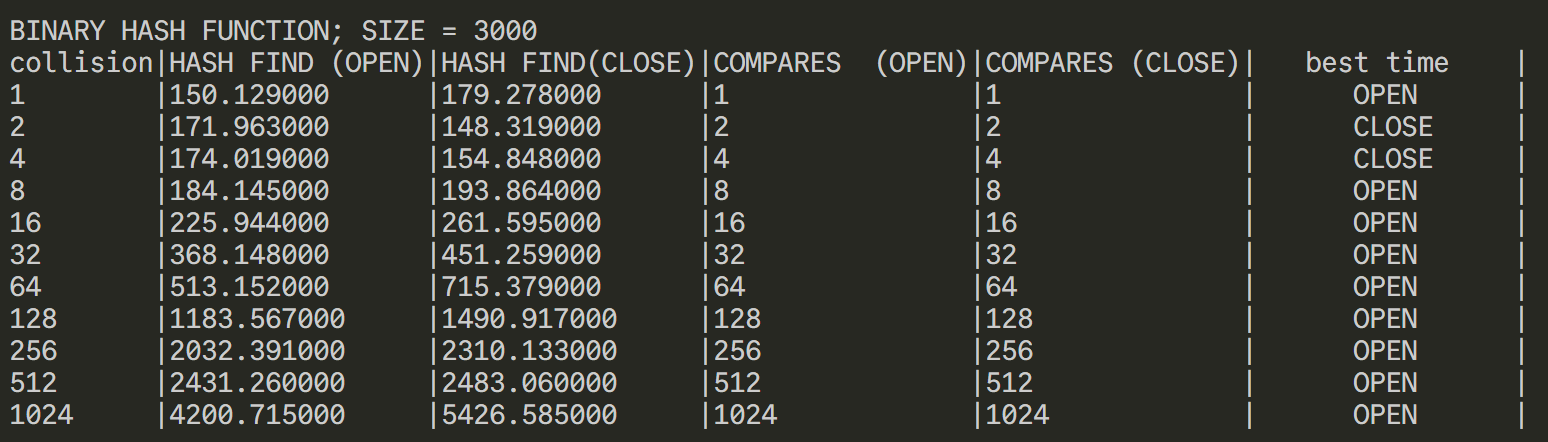 BINARY HASH FUNCTION; SIZE = 3000
collision|HASH FIND (OPEN)|HASH FIND(CLOSE)|COMPARES  (OPEN)|COMPARES (CLOSE)|   best time    |
1        |150.129000      |179.278000      |1               |1               |      OPEN      |
2        |171.963000      |148.319000      |2               |2               |      CLOSE     |
4        |174.019000      |154.848000      |4               |4               |      CLOSE     |
8        |184.145000      |193.864000      |8               |8               |      OPEN      |
16       |225.944000      |261.595000      |16              |16              |      OPEN      |
32       |368.148000      |451.259000      |32              |32              |      OPEN      |
64       |513.152000      |715.379000      |64              |64              |      OPEN      |
128      |1183.567000     |1490.917000     |128             |128             |      OPEN      |
256      |2032.391000     |2310.133000     |256             |256             |      OPEN      |
512      |2431.260000     |2483.060000     |512             |512             |      OPEN      |
1024     |4200.715000     |5426.585000     |1024            |1024            |      OPEN      |